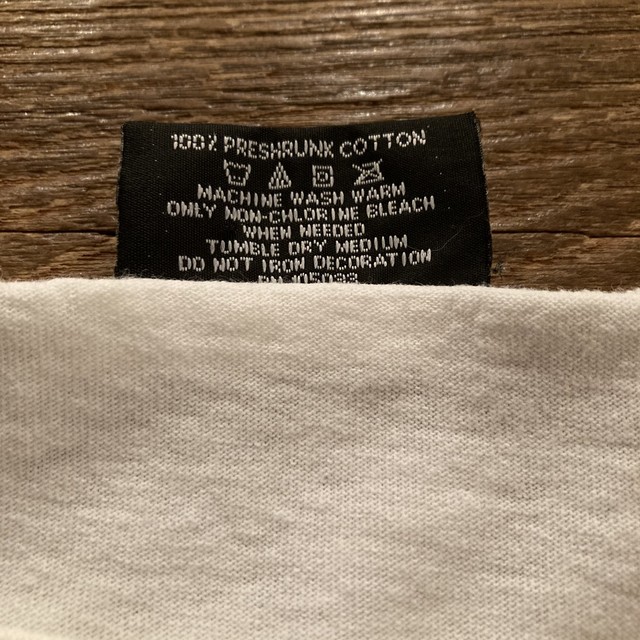 100% PRESHRUNK COTTON
MACHINE WASH WARM
ONLY NON-CHLORINE BLEACH
WHEN NEEDED
TUMBLE DRY MEDIUM
DO NOT IRON DECORATION